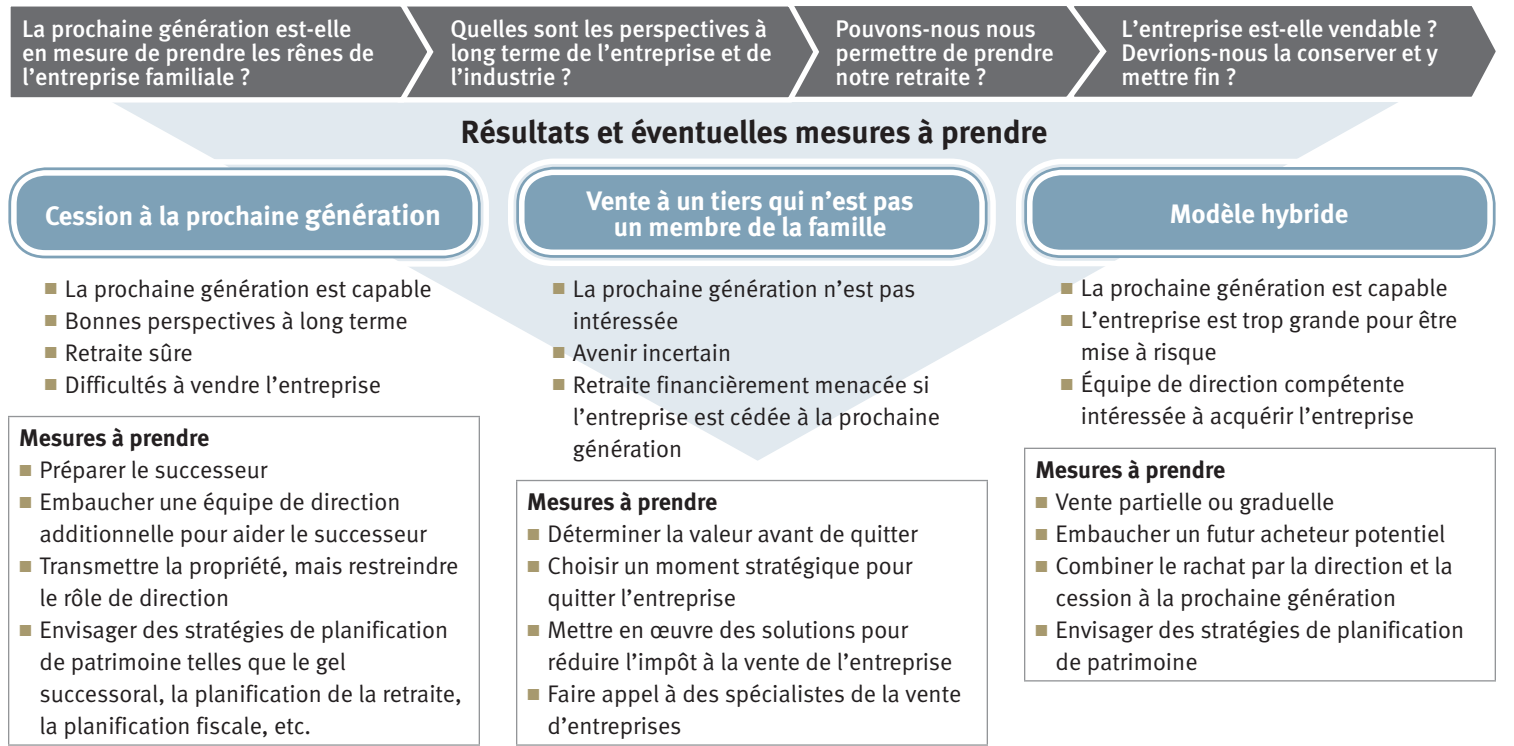 La prochaine génération est-elle
en mesure de prendre les rênes de
l’entreprise familiale ?
Quelles sont les perspectives à
long terme de l’entreprise et de
l’industrie ?
Pouvons-nous nous
permettre de prendre
notre retraite ?
L’entreprise est-elle vendable ?
Devrions-nous la conserver et y
mettre fin ?
Résultats et éventuelles mesures à prendre
Cession à la prochaine génération
■ La prochaine génération est capable
■ Bonnes perspectives à long terme
■ Retraite sûre
■ Difficultés à vendre l’entreprise
Mesures à prendre
■ Préparer le successeur
■ Embaucher une équipe de direction
additionnelle pour aider le successeur
■ Transmettre la propriété, mais restreindre
le rôle de direction
■ Envisager des stratégies de planification
de patrimoine telles que le gel
successoral, la planification de la retraite,
la planification fiscale, etc.
Vente à un tiers qui n’est pas
un membre de la famille
■ La prochaine génération n’est pas
intéressée
■ Avenir incertain
■ Retraite financièrement menacée si
l’entreprise est cédée à la prochaine
génération
Mesures à prendre
■ Déterminer la valeur avant de quitter
■ Choisir un moment stratégique pour
quitter l’entreprise
■ Mettre en œuvre des solutions pour
réduire l’impôt à la vente de l’entreprise
■ Faire appel à des spécialistes de la vente
d’entreprises
Modèle hybride
■ La prochaine génération est capable
■ L’entreprise est trop grande pour être
mise à risque
■ Équipe de direction compétente
intéressée à acquérir l’entreprise
Mesures à prendre
■ Vente partielle ou graduelle
■ Embaucher un futur acheteur potentiel
■ Combiner le rachat par la direction et la
cession à la prochaine génération
■ Envisager des stratégies de planification
de patrimoine